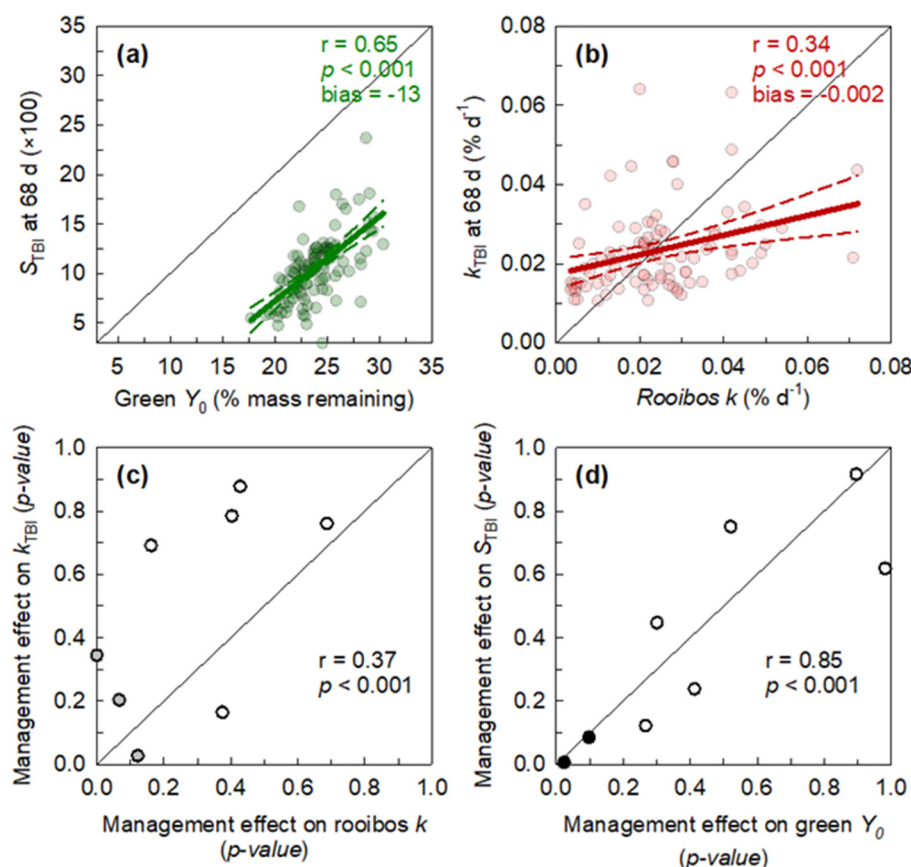 (a)
r = 0.65
p < 0.001
bias = -13
S_TBI at 68 d (×100)
35
30
25
20
15
10
5
5 10 15 20 25 30 35
Green Y_0 (% mass remaining)
(b)
r = 0.34
p < 0.001
bias = -0.002
k_TBI at 68 d (% d^-1)
0.08
0.06
0.04
0.02
0.00
0.00 0.02 0.04 0.06 0.08
Rooibos k (% d^-1)
(c)
r = 0.37
p < 0.001
Management effect on k_TBI (p-value)
1.0
0.8
0.6
0.4
0.2
0.0
0.0 0.2 0.4 0.6 0.8 1.0
Management effect on rooibos k
(p-value)
(d)
r = 0.85
p < 0.001
Management effect on S_TBI (p-value)
1.0
0.8
0.6
0.4
0.2
0.0
0.0 0.2 0.4 0.6 0.8 1.0
Management effect on green Y_0
(p-value)